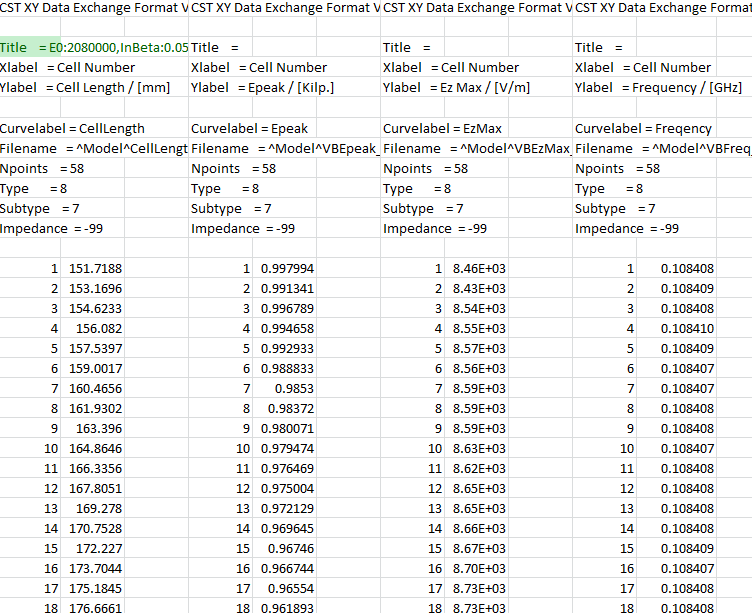 CST XY Data Exchange Format V CST XY Data Exchange Format V CST XY Data Exchange Format V CST XY Data Exchange Format
Title = E0:2080000,InBeta:0.05 Title = Title = Title =
Xlabel = Cell Number Xlabel = Cell Number Xlabel = Cell Number Xlabel = Cell Number
Ylabel = Cell Length / [mm] Ylabel = Epeak / [Kilp.] Ylabel = Ez Max / [V/m] Ylabel = Frequency / [GHz]
Curvelabel = CellLength Curvelabel = Epeak Curvelabel = EzMax Curvelabel = Freqency
Filename = ^Model^CellLengt Filename = ^Model^VBEpeak_ Filename = ^Model^VBEzMax_ Filename = ^Model^VBFreq_
Npoints = 58 Npoints = 58 Npoints = 58 Npoints = 58
Type = 8 Type = 8 Type = 8 Type = 8
Subtype = 7 Subtype = 7 Subtype = 7 Subtype = 7
Impedance = -99 Impedance = -99 Impedance = -99 Impedance = -99
1 151.7188 1 0.997994 1 8.46E+03 1 0.108408
2 153.1696 2 0.991341 2 8.43E+03 2 0.108409
3 154.6233 3 0.996789 3 8.54E+03 3 0.108408
4 156.082 4 0.994658 4 8.55E+03 4 0.108410
5 157.5397 5 0.992933 5 8.57E+03 5 0.108409
6 159.0017 6 0.988833 6 8.56E+03 6 0.108407
7 160.4656 7 0.9853 7 8.59E+03 7 0.108407
8 161.9302 8 0.98372 8 8.59E+03 8 0.108408
9 163.396 9 0.980071 9 8.59E+03 9 0.108408
10 164.8646 10 0.979474 10 8.63E+03 10 0.108407
11 166.3356 11 0.976469 11 8.62E+03 11 0.108408
12 167.8051 12 0.975004 12 8.65E+03 12 0.108408
13 169.278 13 0.972129 13 8.65E+03 13 0.108408
14 170.7528 14 0.969645 14 8.66E+03 14 0.108408
15 172.227 15 0.96746 15 8.67E+03 15 0.108409
16 173.7044 16 0.966744 16 8.70E+03 16 0.108407
17 175.1845 17 0.96554 17 8.73E+03 17 0.108408
18 176.6661 18 0.961893 18 8.73E+03 18 0.108408